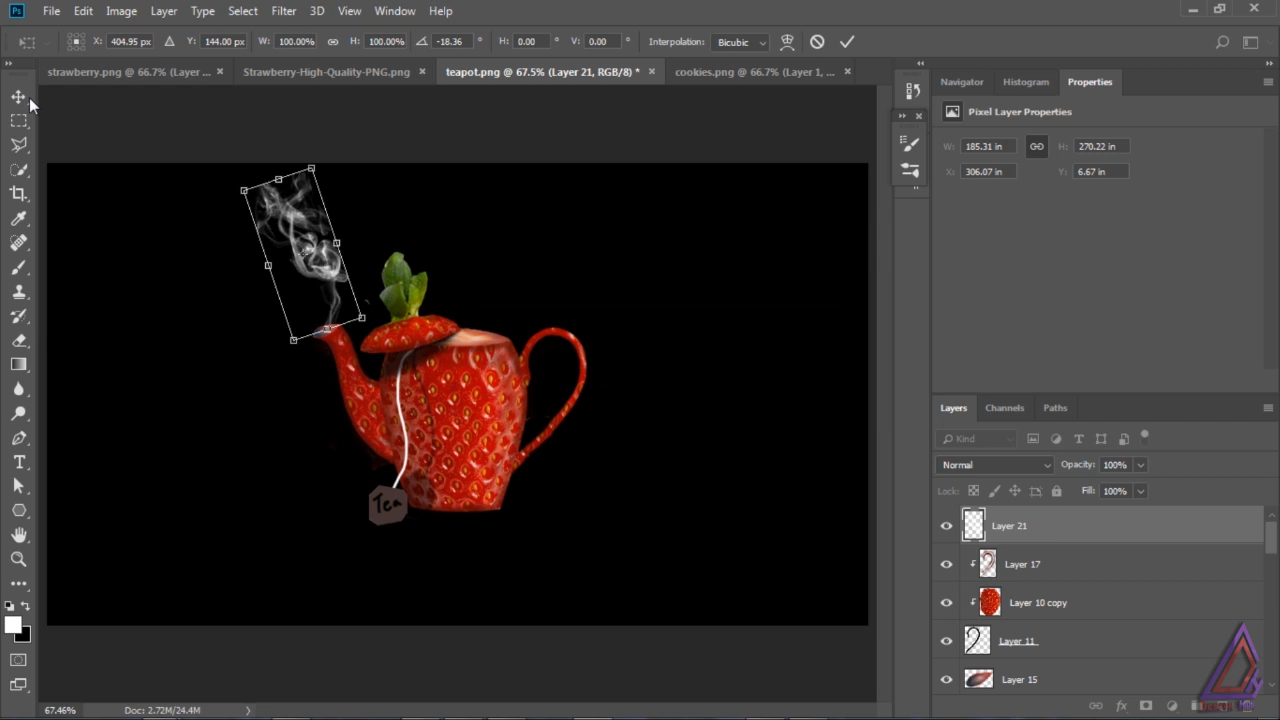 Ps File Edit Image Layer Type Select Filter 3D View Window Help
X: 404.95 px Y: 144.00 px W: 100.00% H: 100.00% -18.36 ° H: 0.00 ° V: 0.00 ° Interpolation: Bicubic
strawberry.png @ 66.7% (Layer ... × Strawberry-High-Quality-PNG.png × teapot.png @ 67.5% (Layer 21, RGB/8) * × cookies.png @ 66.7% (Layer 1, ... ×
Navigator Histogram Properties
Pixel Layer Properties
W: 185.31 in H: 270.22 in
X: 306.07 in Y: 6.67 in
Tea
Layers Channels Paths
Kind
Normal Opacity: 100%
Lock: Fill: 100%
Layer 21
Layer 17
Layer 10 copy
Layer 11
Layer 15
67.46% Doc: 2.72M/24.4M